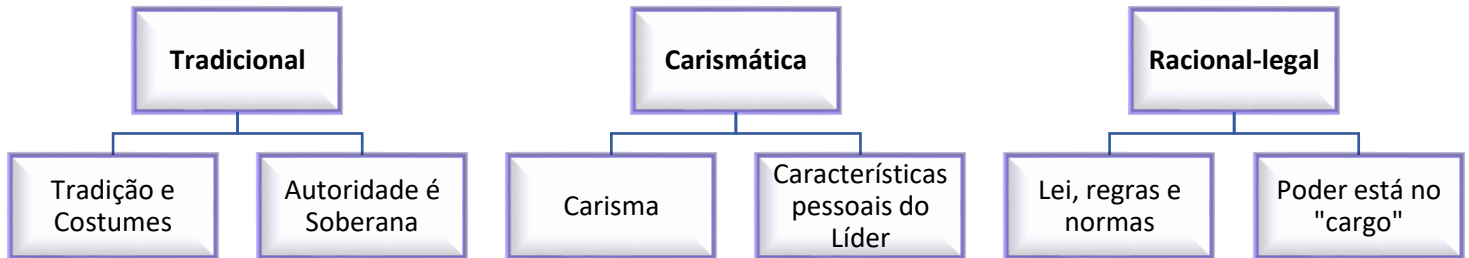 Tradicional
Carismática
Racional-legal
Tradição e
Costumes
Autoridade é
Soberana
Carisma
Características
pessoais do
Líder
Lei, regras e
normas
Poder está no
"cargo"